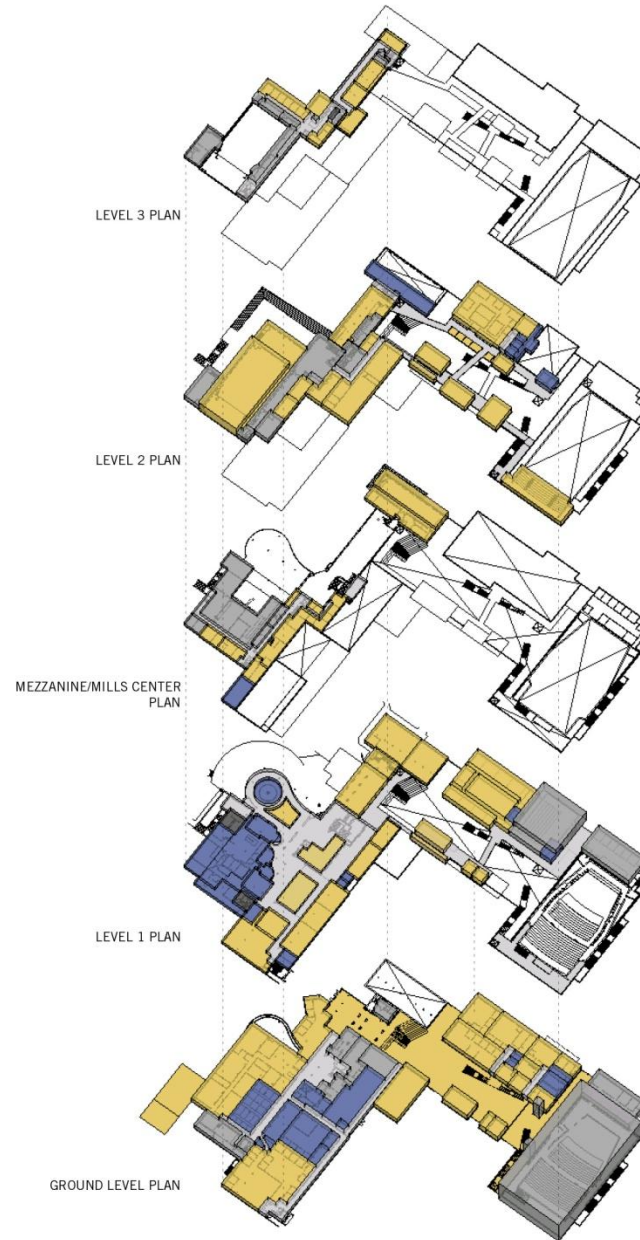 LEVEL 3 PLAN
LEVEL 2 PLAN
MEZZANINE/MILLS CENTER
PLAN
LEVEL 1 PLAN
GROUND LEVEL PLAN